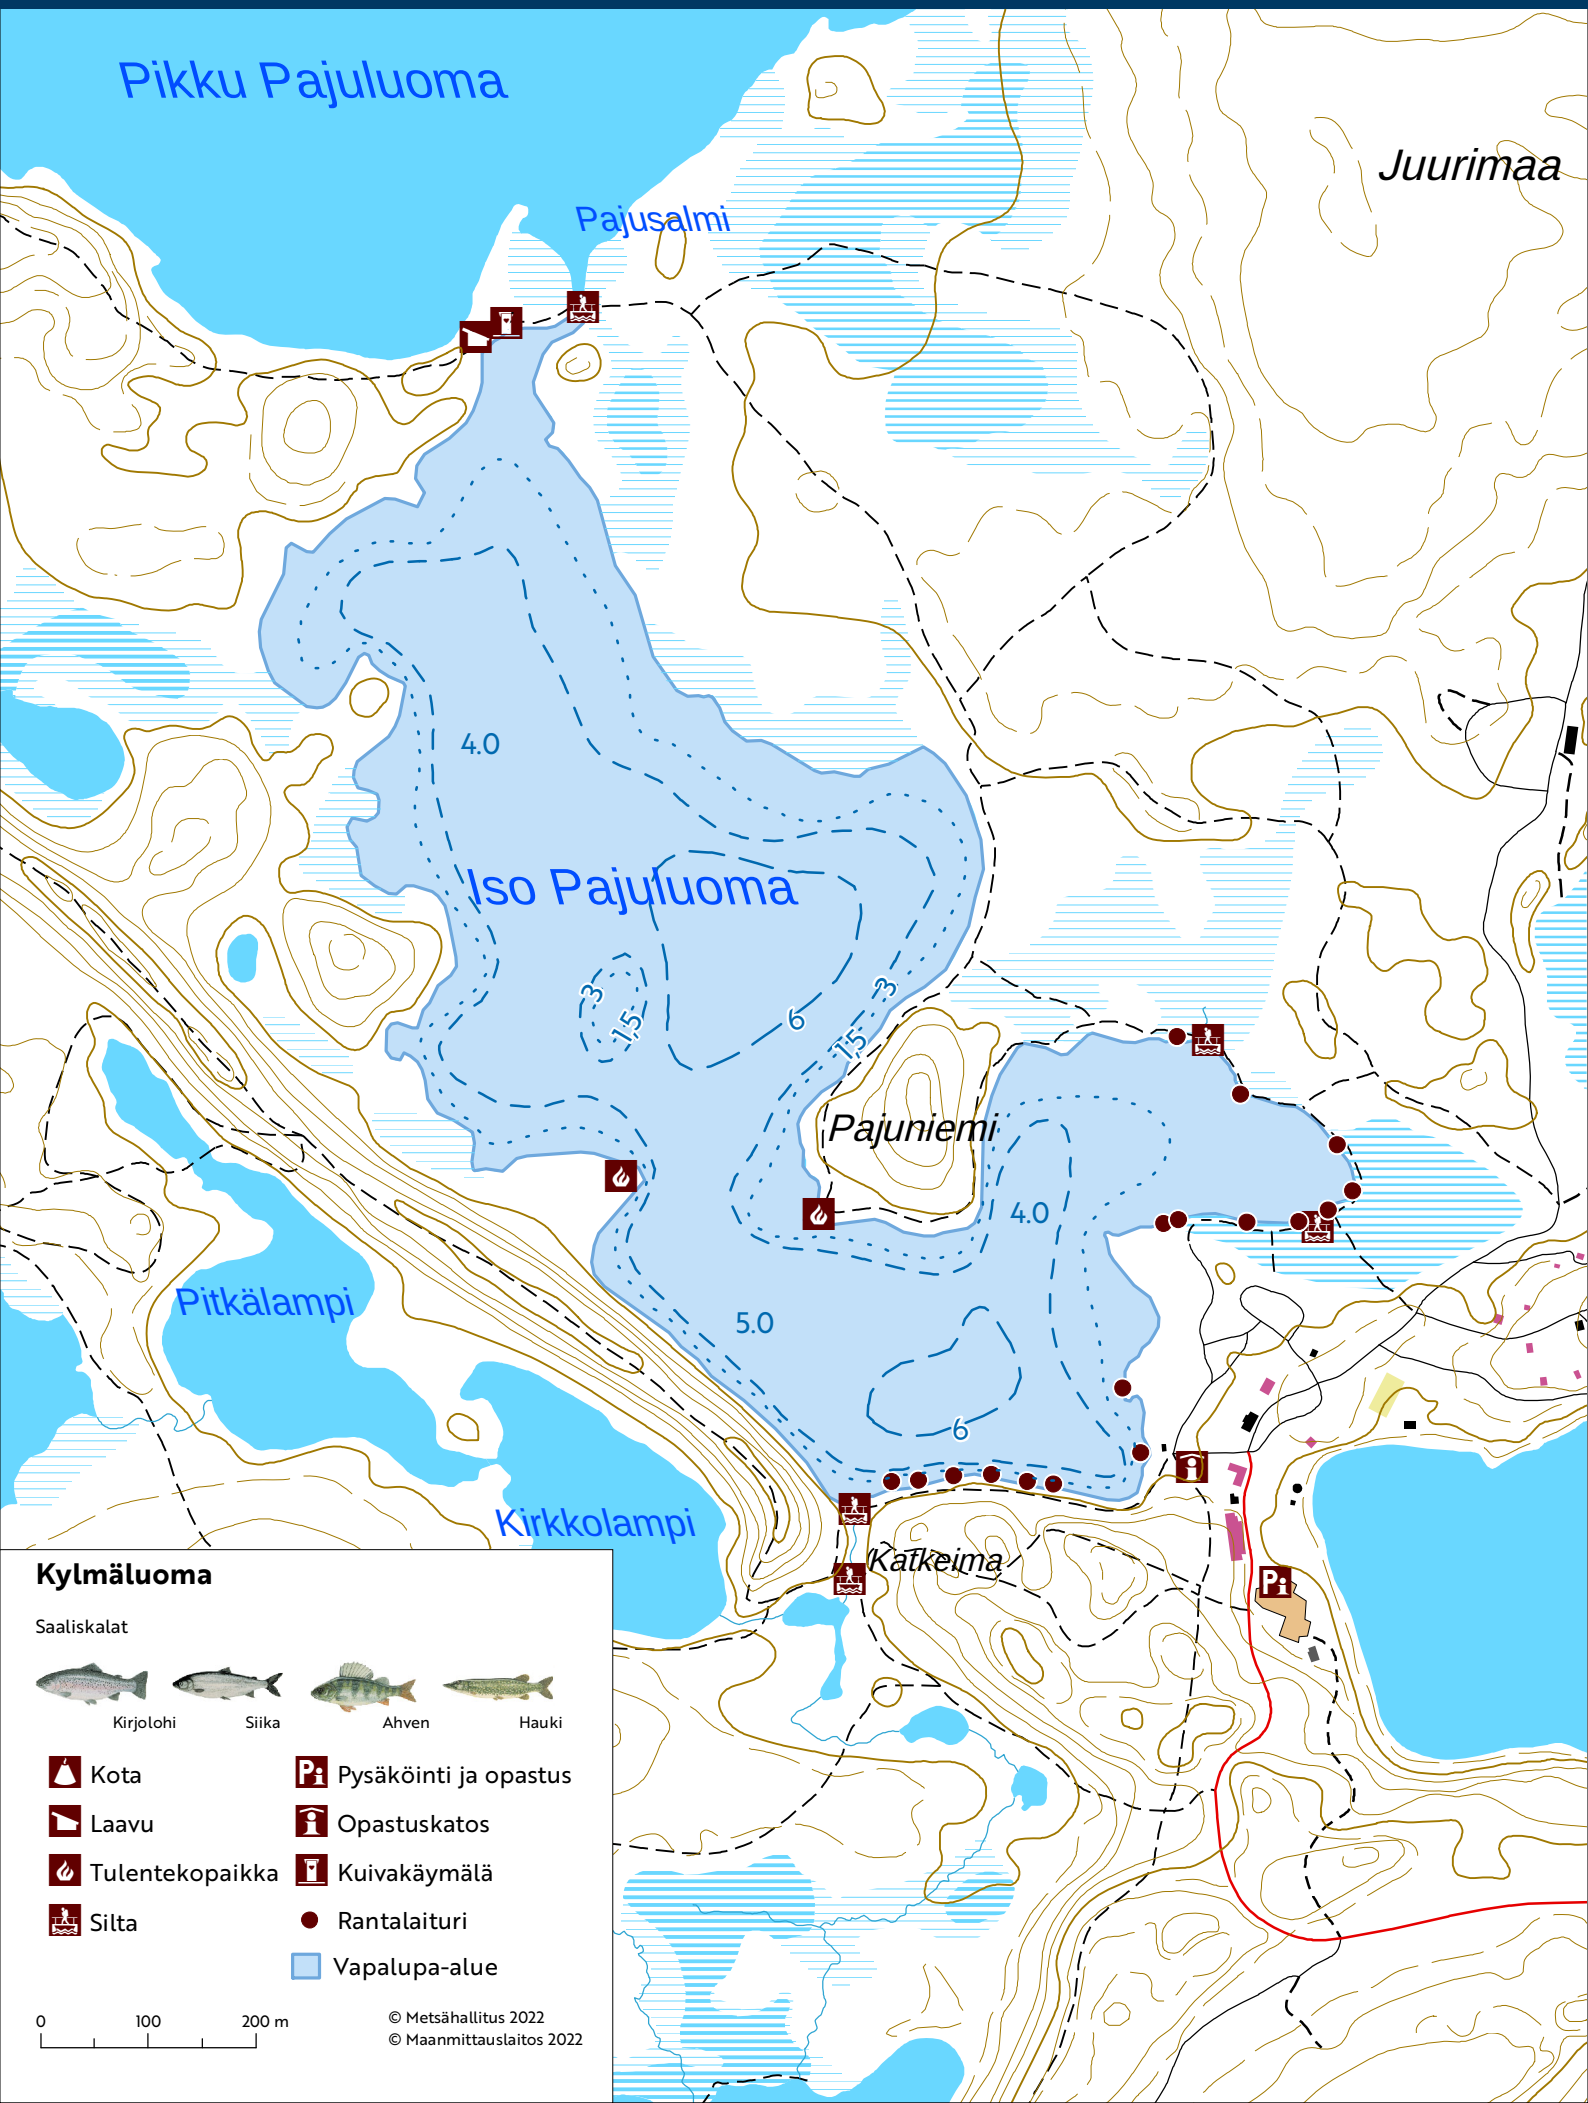 Pikku Pajuluoma
Juurimaa
Pajusalmi
4.0
Iso Pajuluoma
3
1,5
6
3
1,5
Pajuniemi
4.0
Pitkälampi
5.0
6
Kirkkolampi
Katkeima
Pi
Kylmäluoma
Saaliskalat
Kirjolohi
Siika
Ahven
Hauki
Kota
Pi Pysäköinti ja opastus
Laavu
Opastuskatos
Tulentekopaikka
Kuivakäymälä
Silta
Rantalaituri
Vapalupa-alue
0 100 200 m
© Metsähallitus 2022
© Maanmittauslaitos 2022